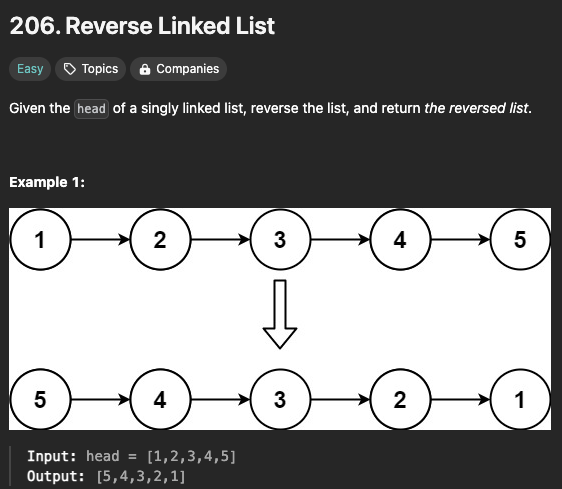 206. Reverse Linked List
Easy Topics Companies
Given the head of a singly linked list, reverse the list, and return the reversed list.
Example 1:
1 2 3 4 5
5 4 3 2 1
Input: head = [1,2,3,4,5]
Output: [5,4,3,2,1]